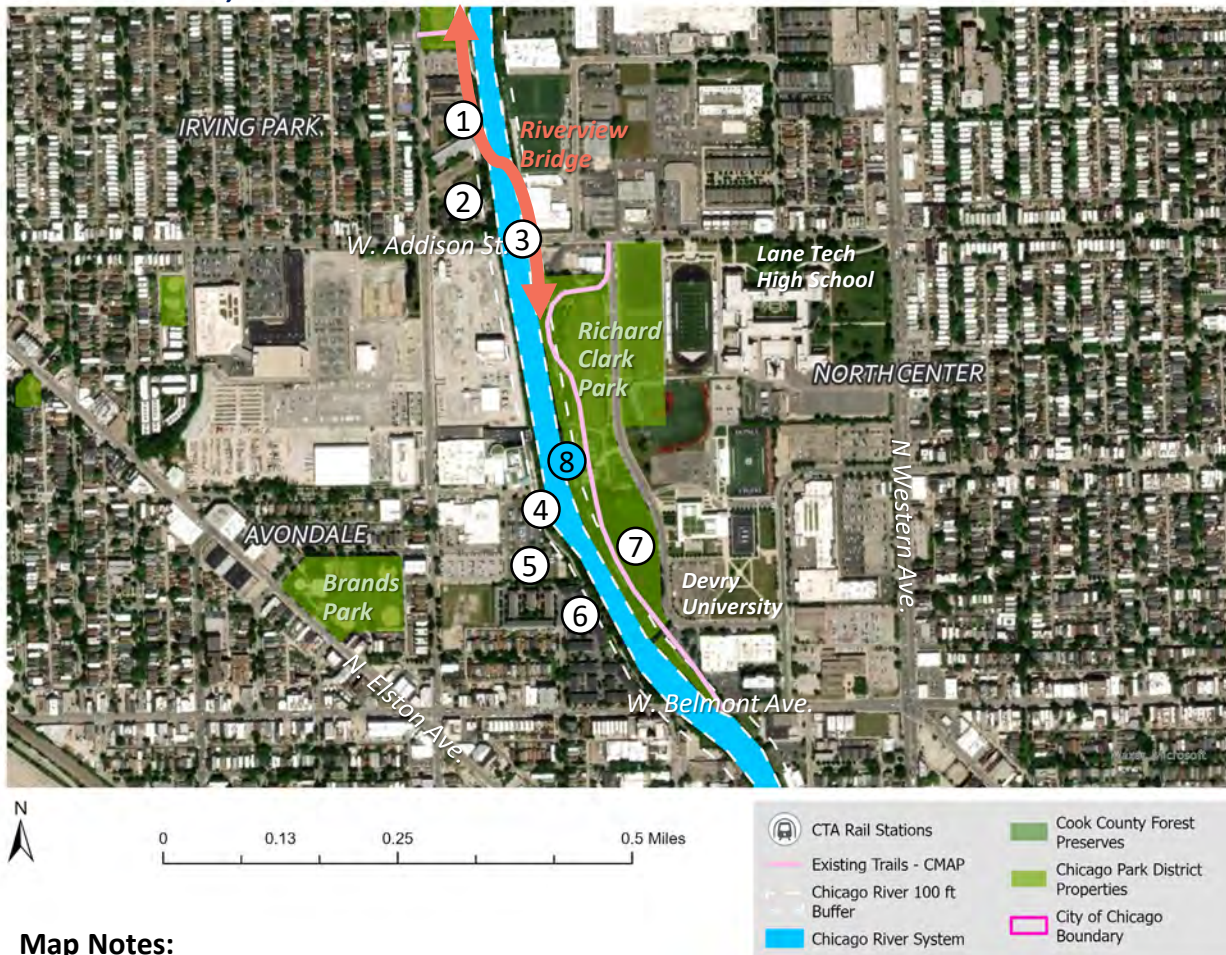 IRVING PARK
1
Riverview
Bridge
2
3
W. Addison St.
Lane Tech
High School
Richard
Clark
Park
NORTH CENTER
N Western Ave
8
4
AVONDALE
5
7
Brands
Park
Devry
University
6
N. Elston Ave.
W. Belmont Ave.
Maxar, Microsoft
N
0 0.13 0.25 0.5 Miles
CTA Rail Stations
Existing Trails - CMAP
Chicago River 100 ft
Buffer
Chicago River System
Cook County Forest
Preserves
Chicago Park District
Properties
City of Chicago
Boundary
Map Notes: